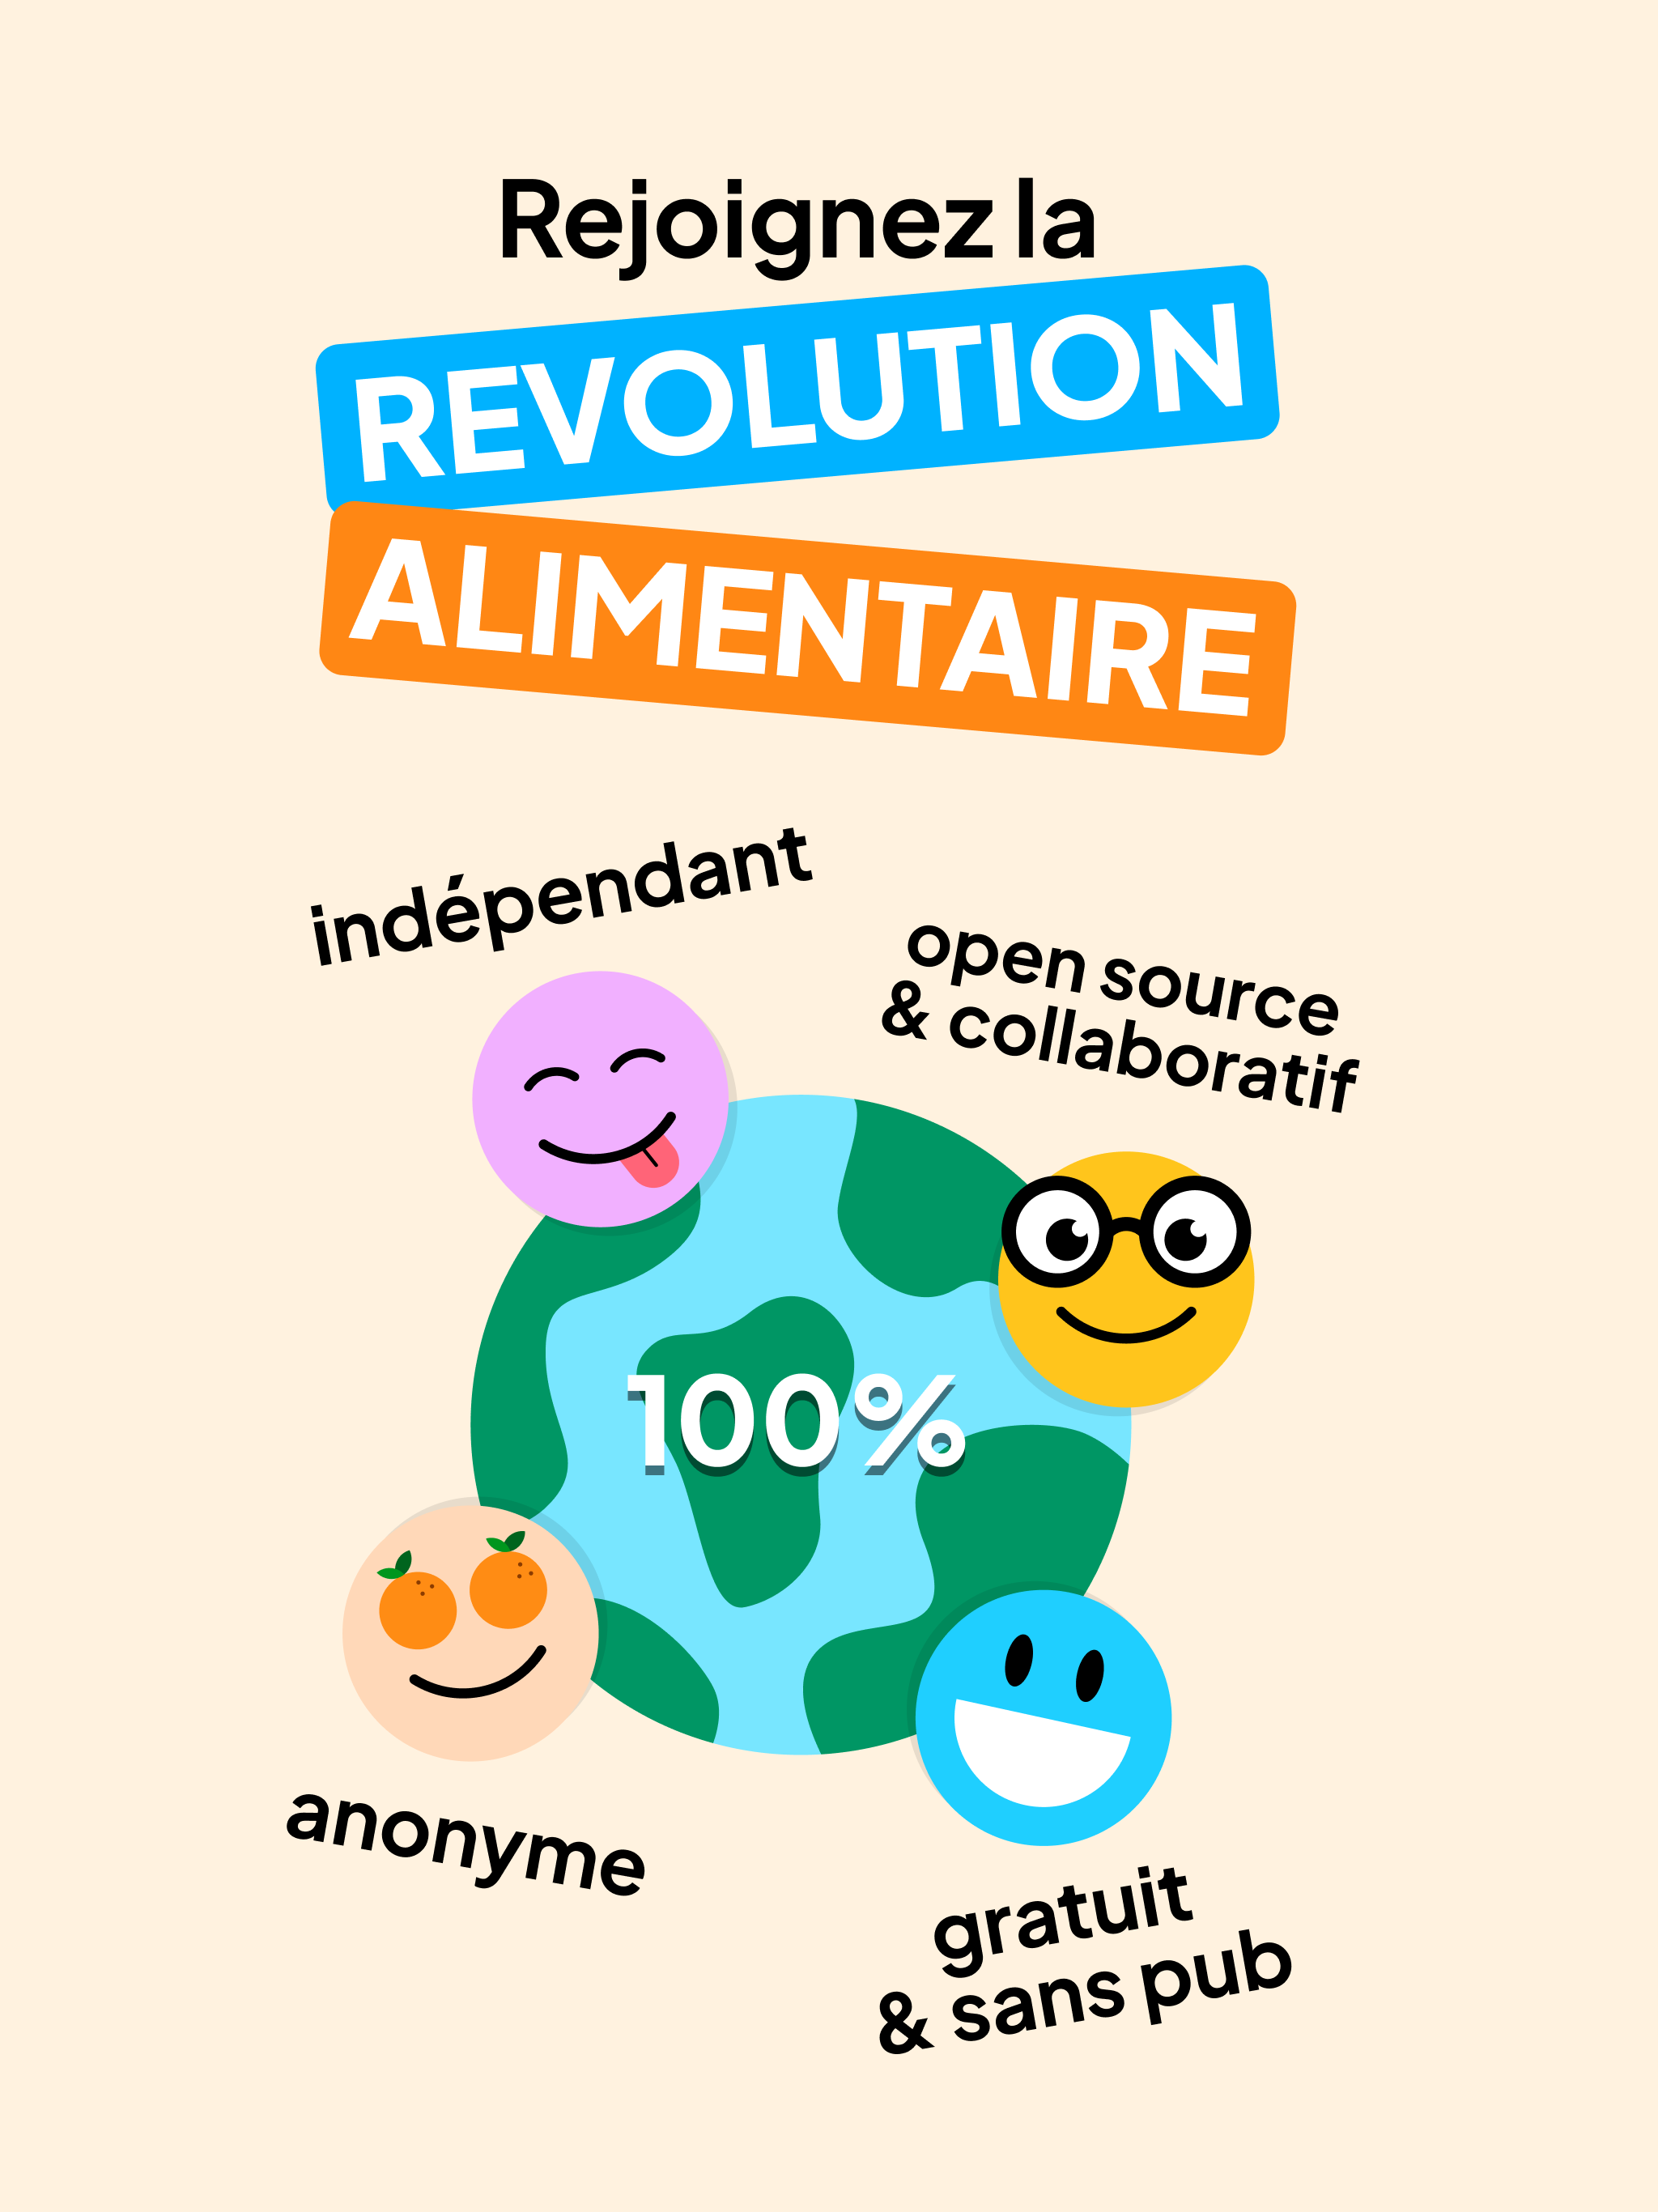 Rejoignez la
REVOLUTION
ALIMENTAIRE
indépendant
open source
& collaboratif
100%
anonyme
gratuit
& sans pub